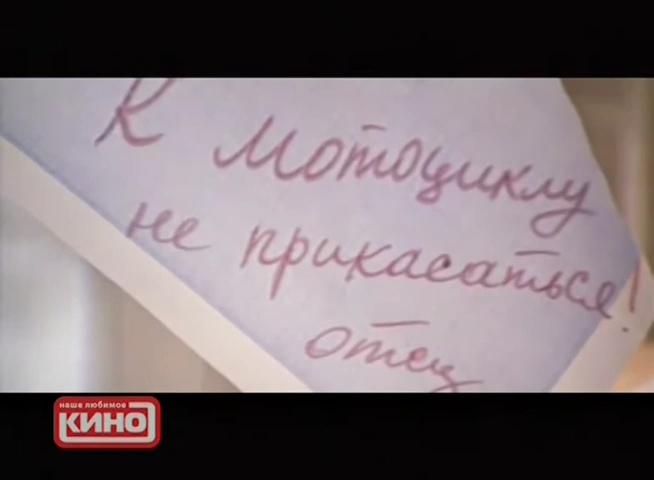 К мотоциклу
не прикасаться!
отец
наше любимое
КИНО